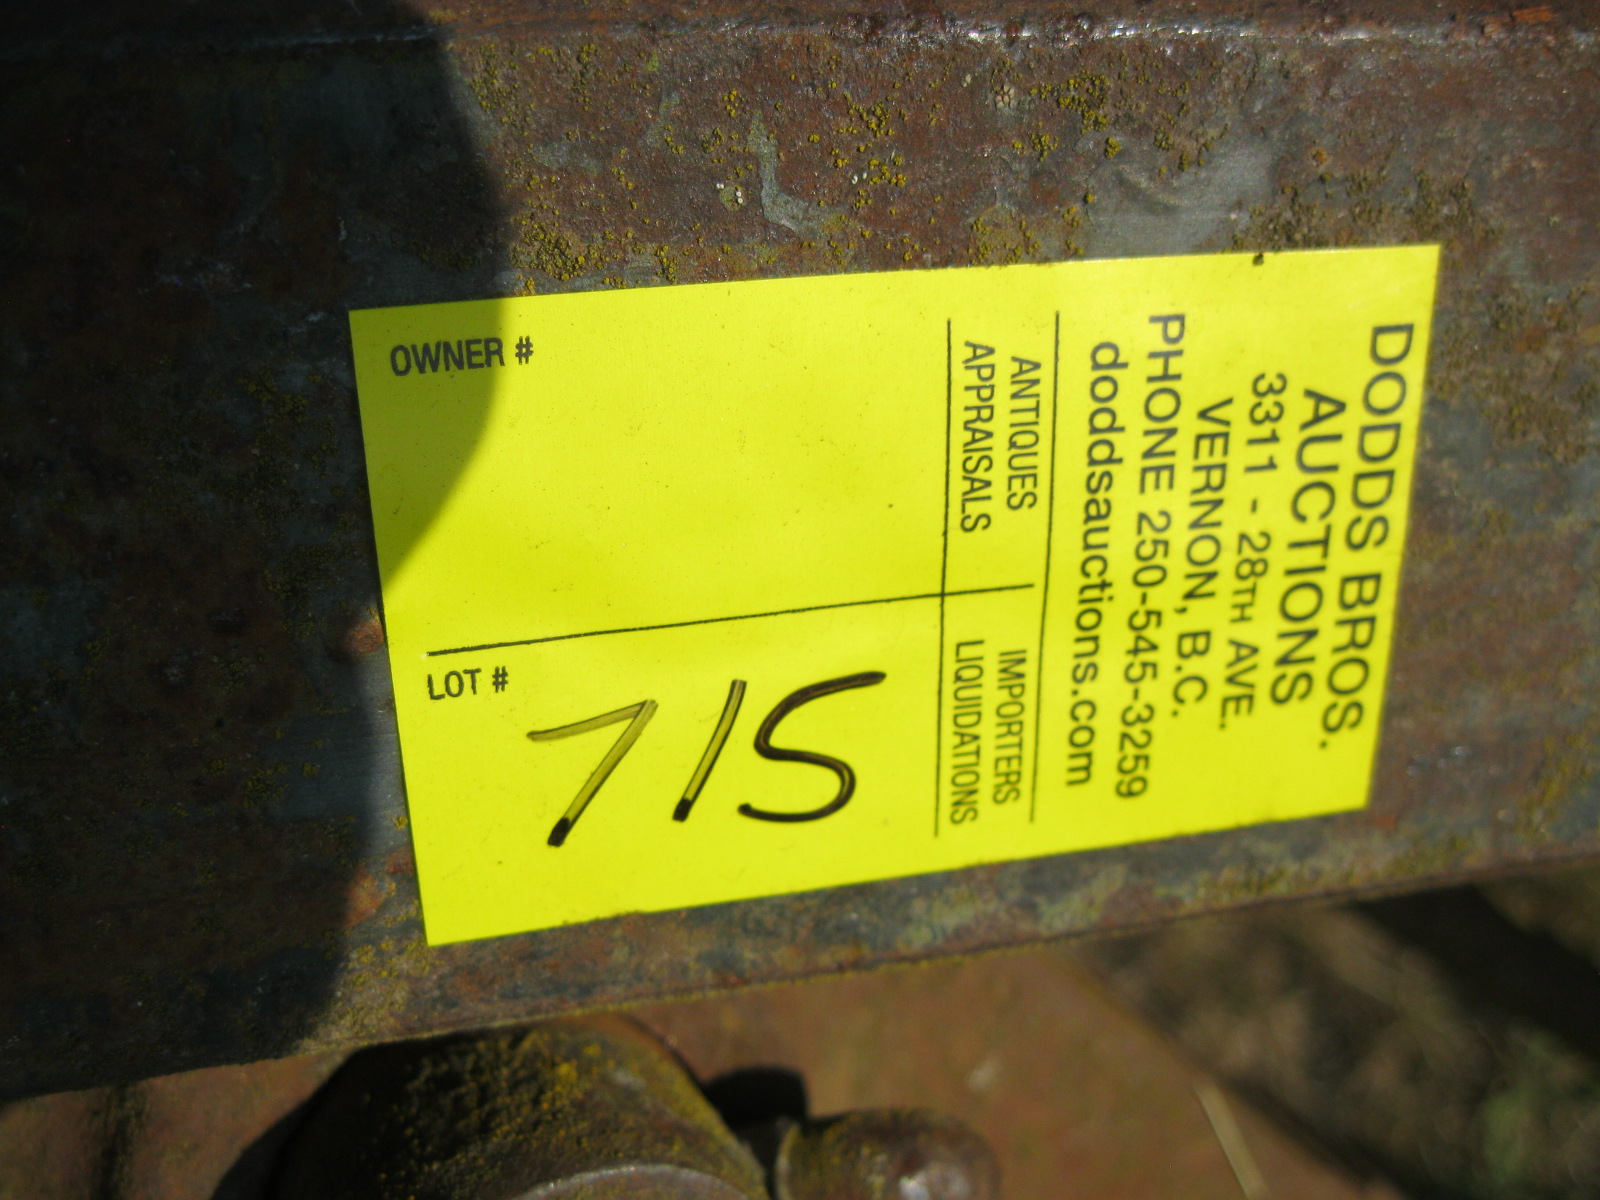 DODDS BROS.
AUCTIONS
3311 - 28TH AVE.
VERNON, B.C.
PHONE 250-545-3259
doddsauctions.com
ANTIQUES
APPRAISALS
IMPORTERS
LIQUIDATIONS
OWNER #
LOT #
715